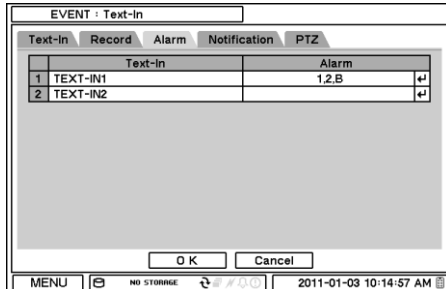 EVENT : Text-In
Text-In Record Alarm Notification PTZ
Text-In Alarm
1 TEXT-IN1 1,2,B
2 TEXT-IN2
O K Cancel
MENU NO STORAGE 2011-01-03 10:14:57 AM